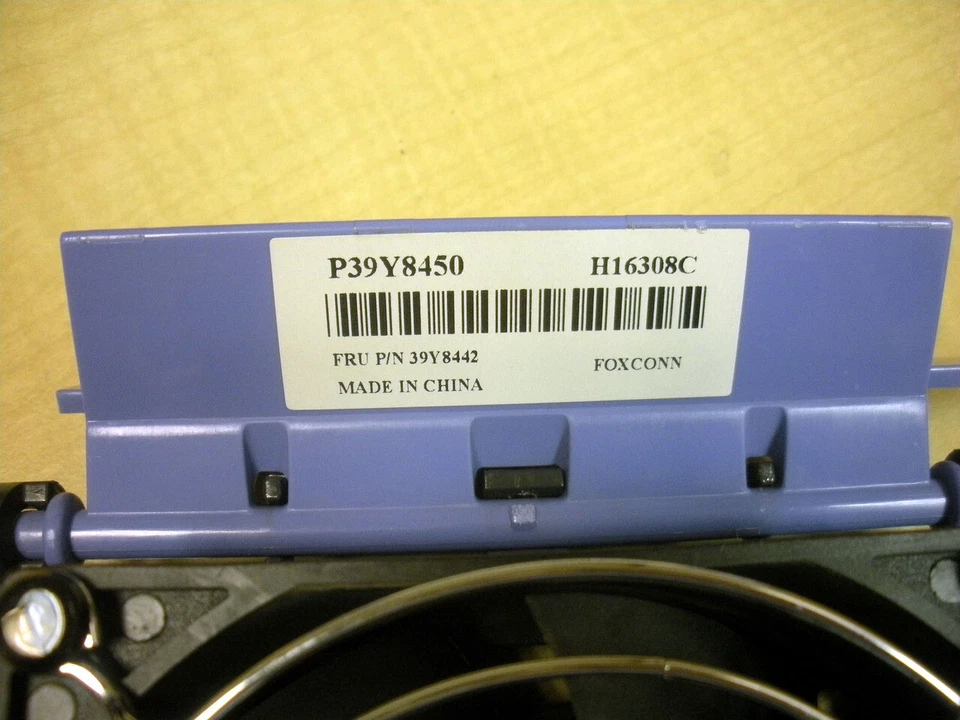 P39Y8450 H16308C
FRU P/N 39Y8442
FOXCONN
MADE IN CHINA